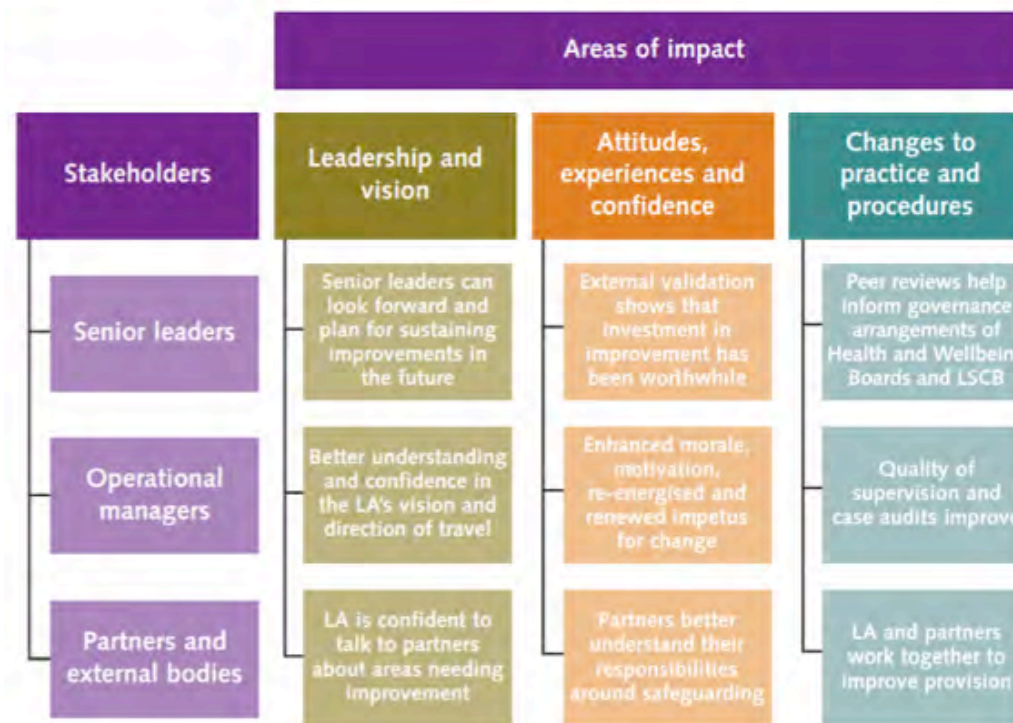 Areas of impact
Stakeholders
Leadership and
vision
Attitudes,
experiences and
confidence
Changes to
practice and
procedures
Senior leaders
Senior leaders can
look forward and
plan for sustaining
improvements in
the future
External validation
shows that
investment in
improvement has
been worthwhile
Peer reviews help
inform governance
arrangements of
Health and Wellbein
Boards and LSCB
Operational
managers
Better understanding
and confidence in
the LA's vision and
direction of travel
Enhanced morale,
motivation,
re-energised and
renewed impetus
for change
Quality of
supervision and
case audits improve
Partners and
external bodies
LA is confident to
talk to partners
about areas needing
improvement
Partners better
understand their
responsibilities
around safeguarding
LA and partners
work together to
improve provision